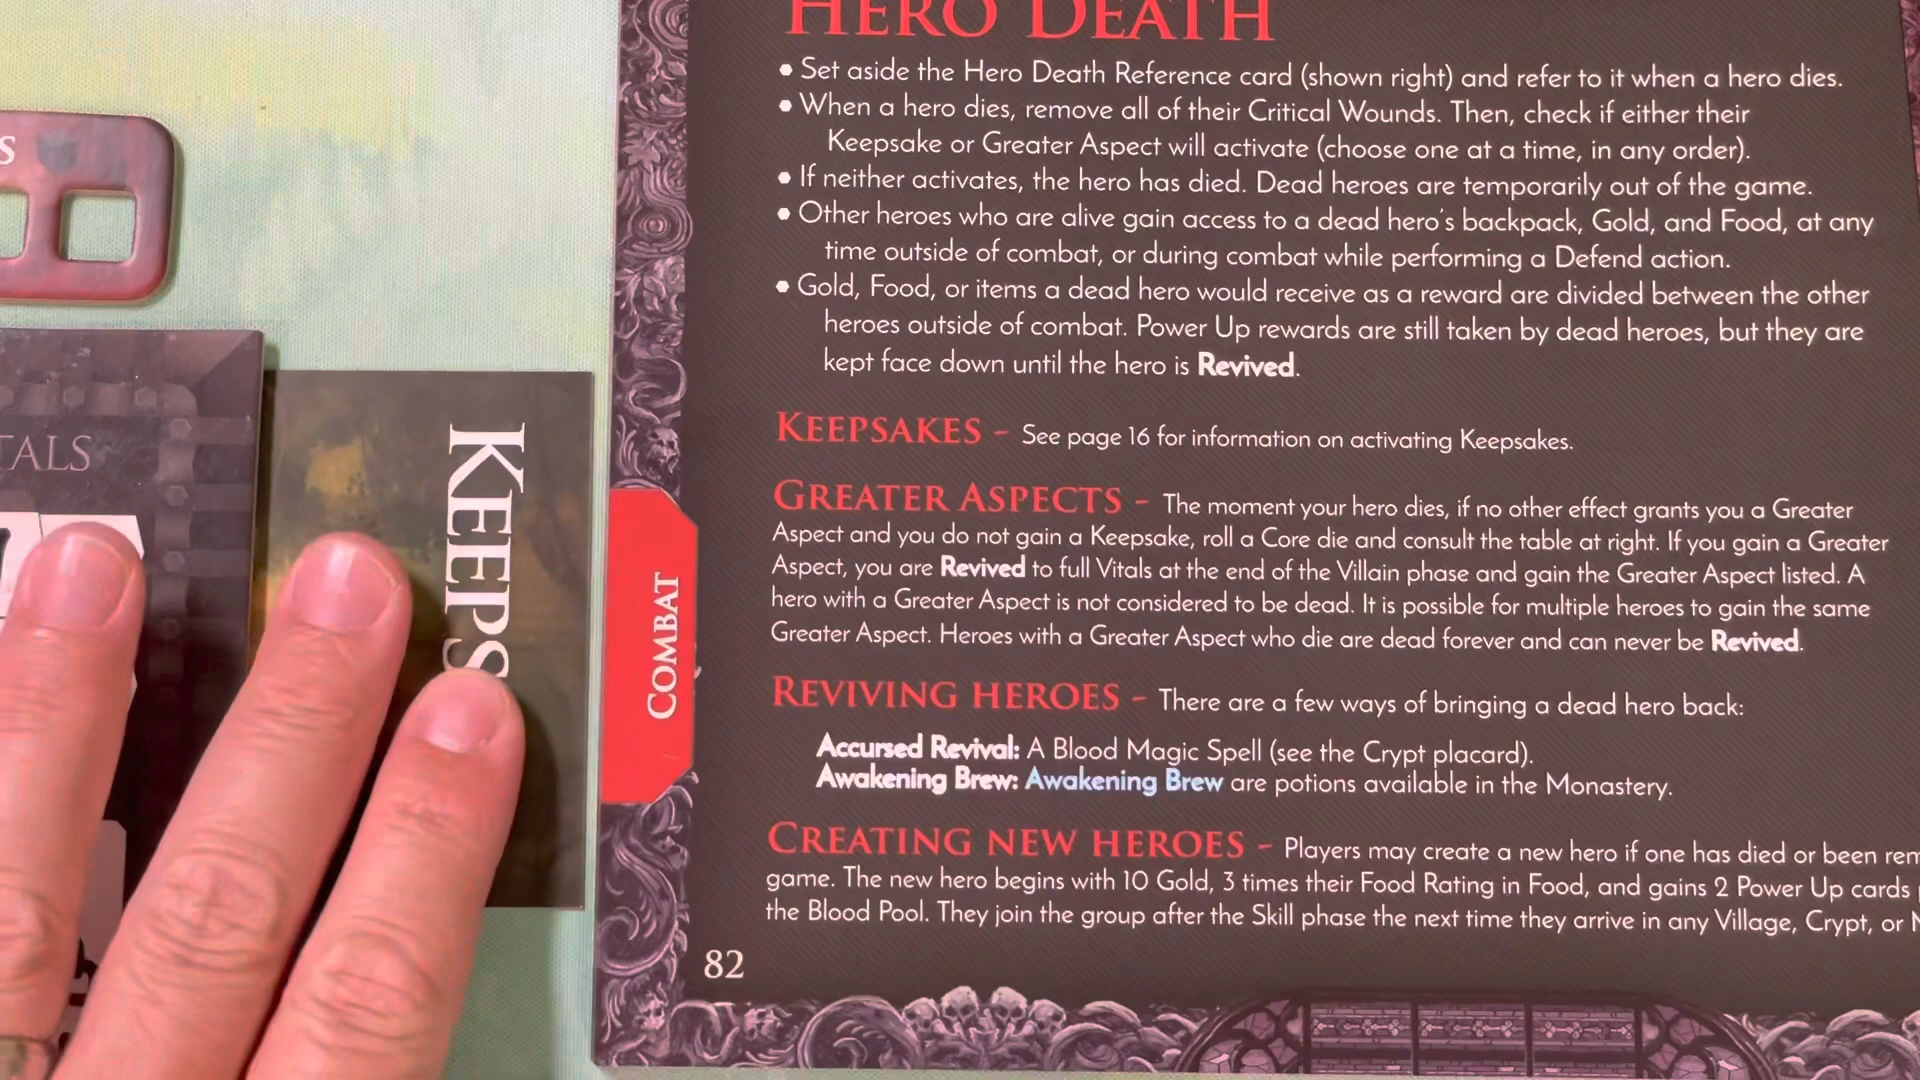 S
TALS
KEEPS
COMBAT
HERO DEATH
• Set aside the Hero Death Reference card (shown right) and refer to it when a hero dies.
• When a hero dies, remove all of their Critical Wounds. Then, check if either their
Keepsake or Greater Aspect will activate (choose one at a time, in any order).
• If neither activates, the hero has died. Dead heroes are temporarily out of the game.
• Other heroes who are alive gain access to a dead hero's backpack, Gold, and Food, at any
time outside of combat, or during combat while performing a Defend action.
• Gold, Food, or items a dead hero would receive as a reward are divided between the other
heroes outside of combat. Power Up rewards are still taken by dead heroes, but they are
kept face down until the hero is Revived.
KEEPSAKES - See page 16 for information on activating Keepsakes.
GREATER ASPECTS - The moment your hero dies, if no other effect grants you a Greater
Aspect and you do not gain a Keepsake, roll a Core die and consult the table at right. If you gain a Greater
Aspect, you are Revived to full Vitals at the end of the Villain phase and gain the Greater Aspect listed. A
hero with a Greater Aspect is not considered to be dead. It is possible for multiple heroes to gain the same
Greater Aspect. Heroes with a Greater Aspect who die are dead forever and can never be Revived.
REVIVING HEROES - There are a few ways of bringing a dead hero back:
Accursed Revival: A Blood Magic Spell (see the Crypt placard).
Awakening Brew: Awakening Brew are potions available in the Monastery.
CREATING NEW HEROES - Players may create a new hero if one has died or been rem
game. The new hero begins with 10 Gold, 3 times their Food Rating in Food, and gains 2 Power Up cards
the Blood Pool. They join the group after the Skill phase the next time they arrive in any Village, Crypt, or
82